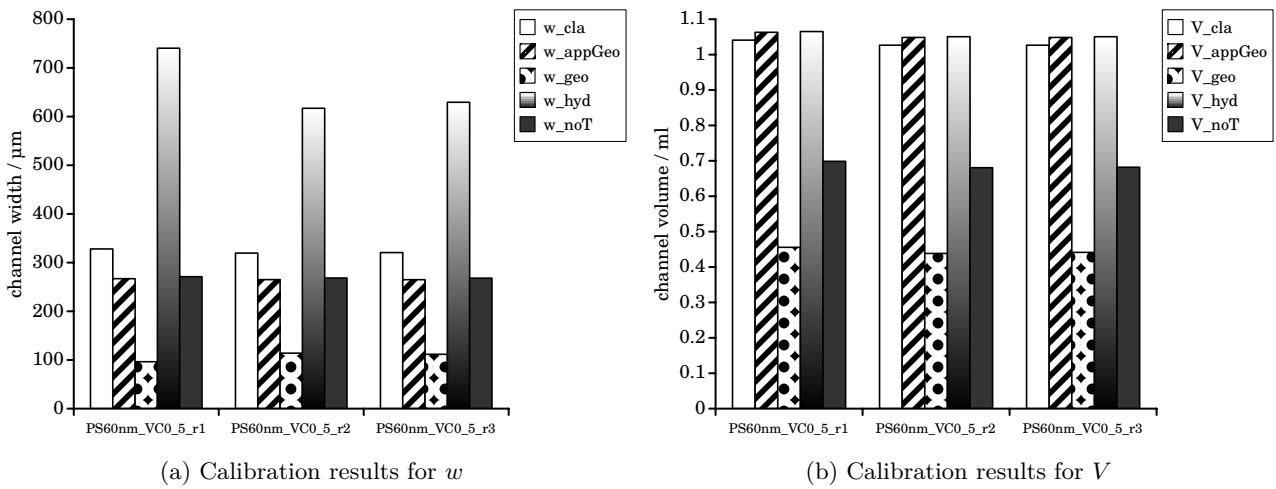 800
700
600
500
400
300
200
100
0
channel width / µm
PS60nm_VC0_5_r1 PS60nm_VC0_5_r2 PS60nm_VC0_5_r3
w_cla
w_appGeo
w_geo
w_hyd
w_noT
(a) Calibration results for w
1.1
1
0.9
0.8
0.7
0.6
0.5
0.4
0.3
0.2
0.1
0
channel volume / ml
PS60nm_VC0_5_r1 PS60nm_VC0_5_r2 PS60nm_VC0_5_r3
V_cla
V_appGeo
V_geo
V_hyd
V_noT
(b) Calibration results for V